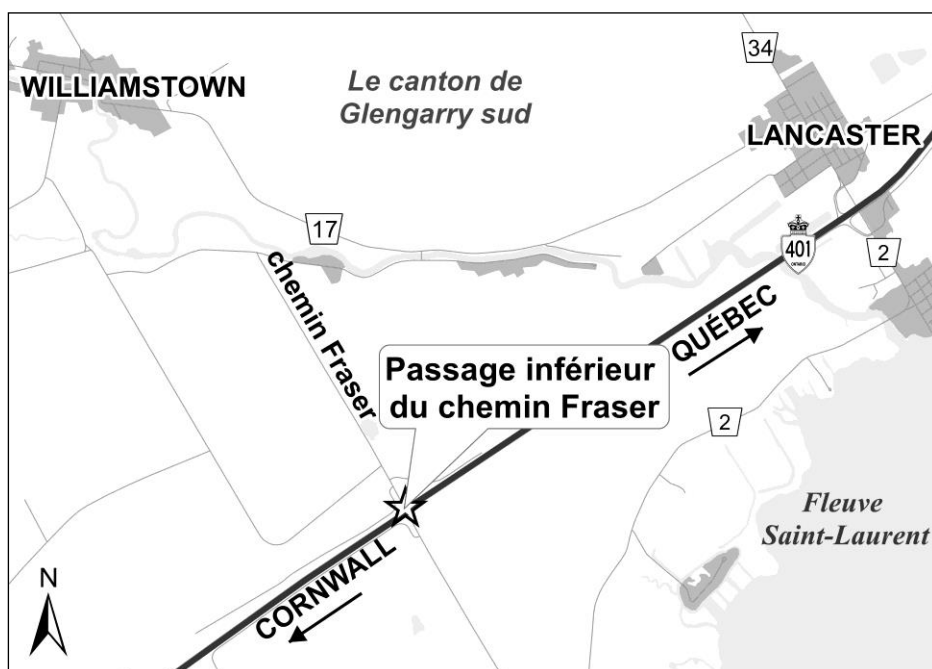 34
WILLIAMSTOWN
Le canton de
Glengarry sud
LANCASTER
17
401
ONTARIO
2
chemin Fraser
QUÉBEC
Passage inférieur
du chemin Fraser
2
Fleuve
Saint-Laurent
CORNWALL
N